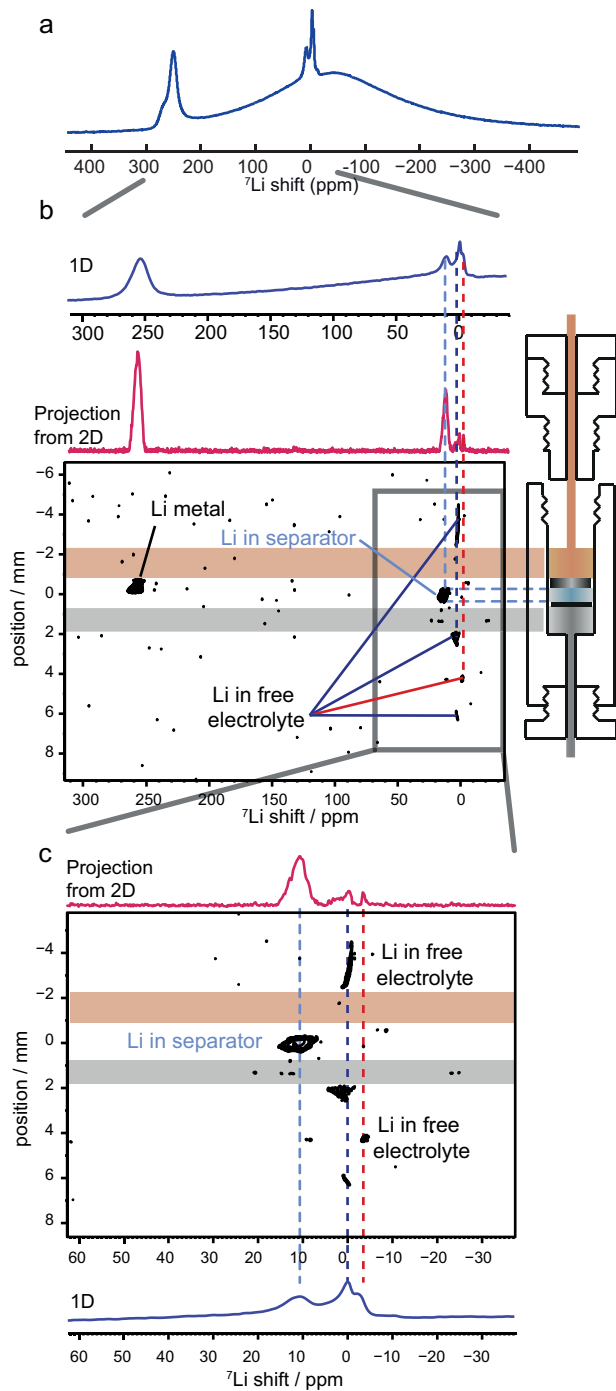 a
400 300 200 100 0 -100 -200 −300 −400
⁷Li shift (ppm)
b
1D
300 250 200 150 100 50 0
Projection
from 2D
−6
−4
−2
0
2
4
6
8
position / mm
Li metal
Li in separator
Li in free
electrolyte
300 250 200 150 100 50 0
⁷Li shift / ppm
c
Projection
from 2D
−4
−2
0
2
4
6
8
position / mm
Li in free
electrolyte
Li in separator
Li in free
electrolyte
60 50 40 30 20 10 0 −10 −20 −30
1D
60 50 40 30 20 10 0 −10 −20 −30
⁷Li shift / ppm